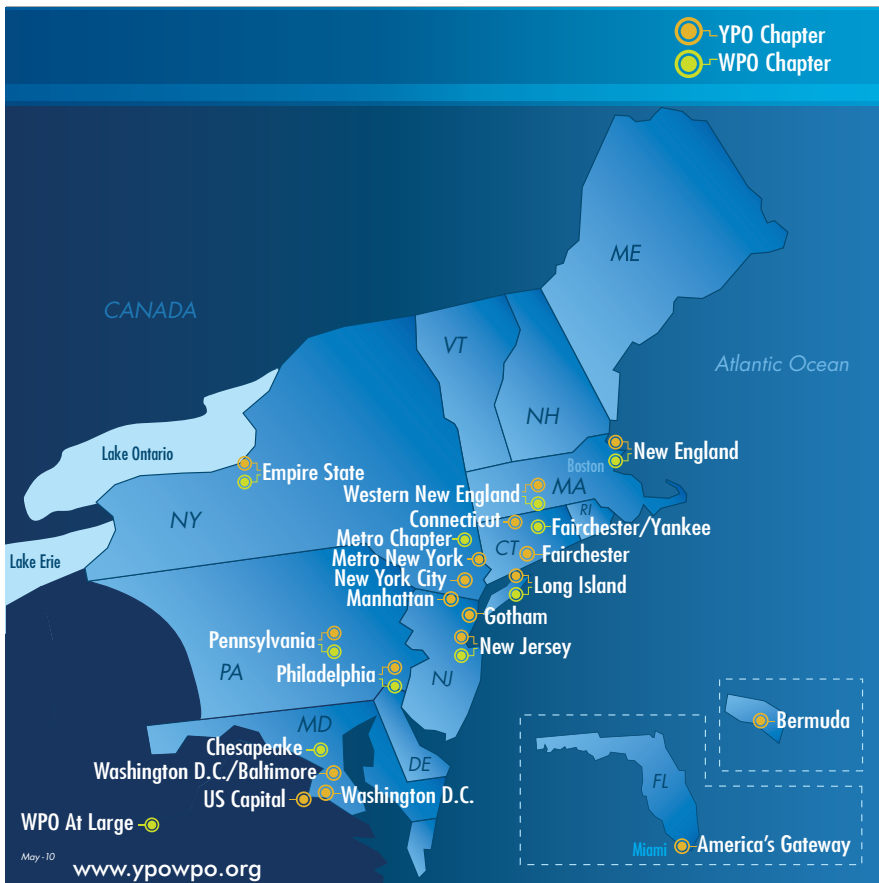 YPO Chapter
WPO Chapter
ME
CANADA
VT
Atlantic Ocean
NH
Lake Ontario
New England
Boston
Empire State
Western New England
MA
NY
Connecticut
RI
Fairchester/Yankee
Metro Chapter
CT
Fairchester
Lake Erie
Metro New York
New York City
Long Island
Manhattan
Gotham
Pennsylvania
New Jersey
PA
Philadelphia
NJ
MD
Bermuda
Chesapeake
DE
Washington D.C./Baltimore
FL
US Capital
Washington D.C.
WPO At Large
Miami
America's Gateway
May -10
www.ypowpo.org